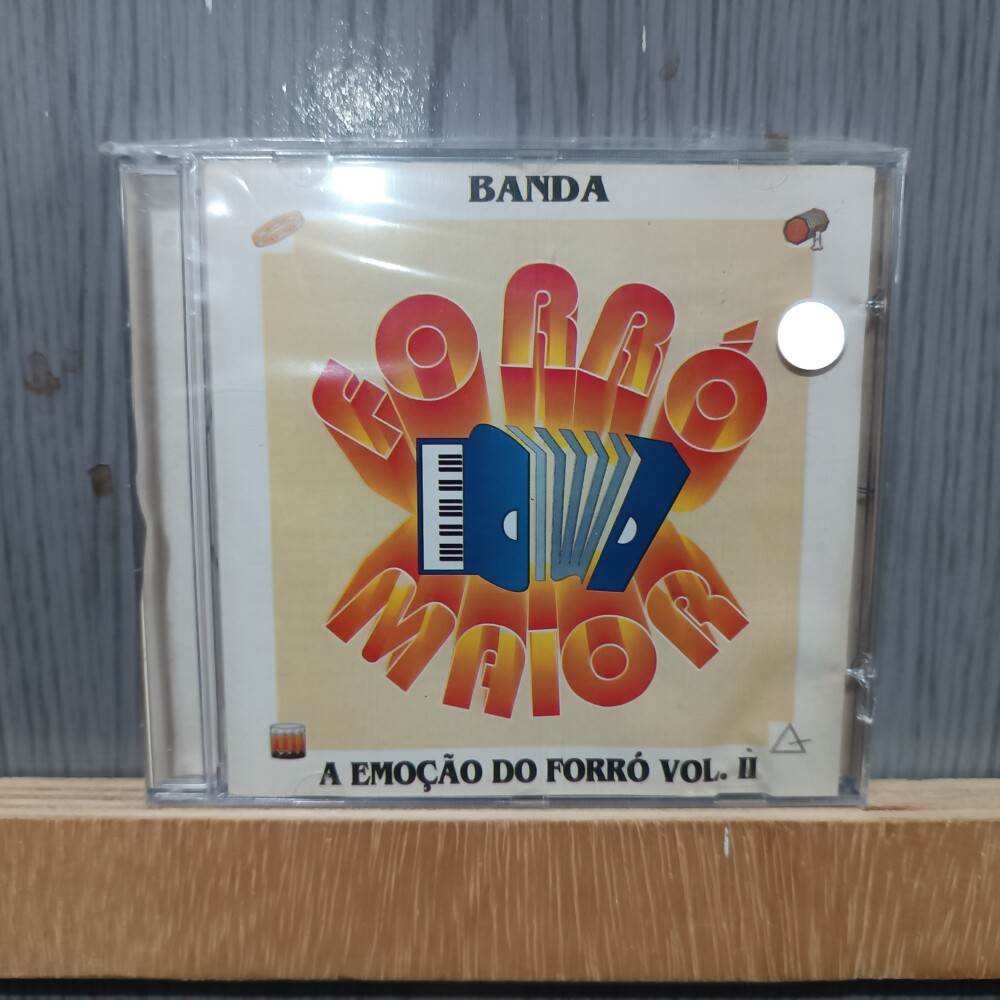 BANDA
FORRÓ
MAIOR
A EMOÇÃO DO FORRÓ VOL. II